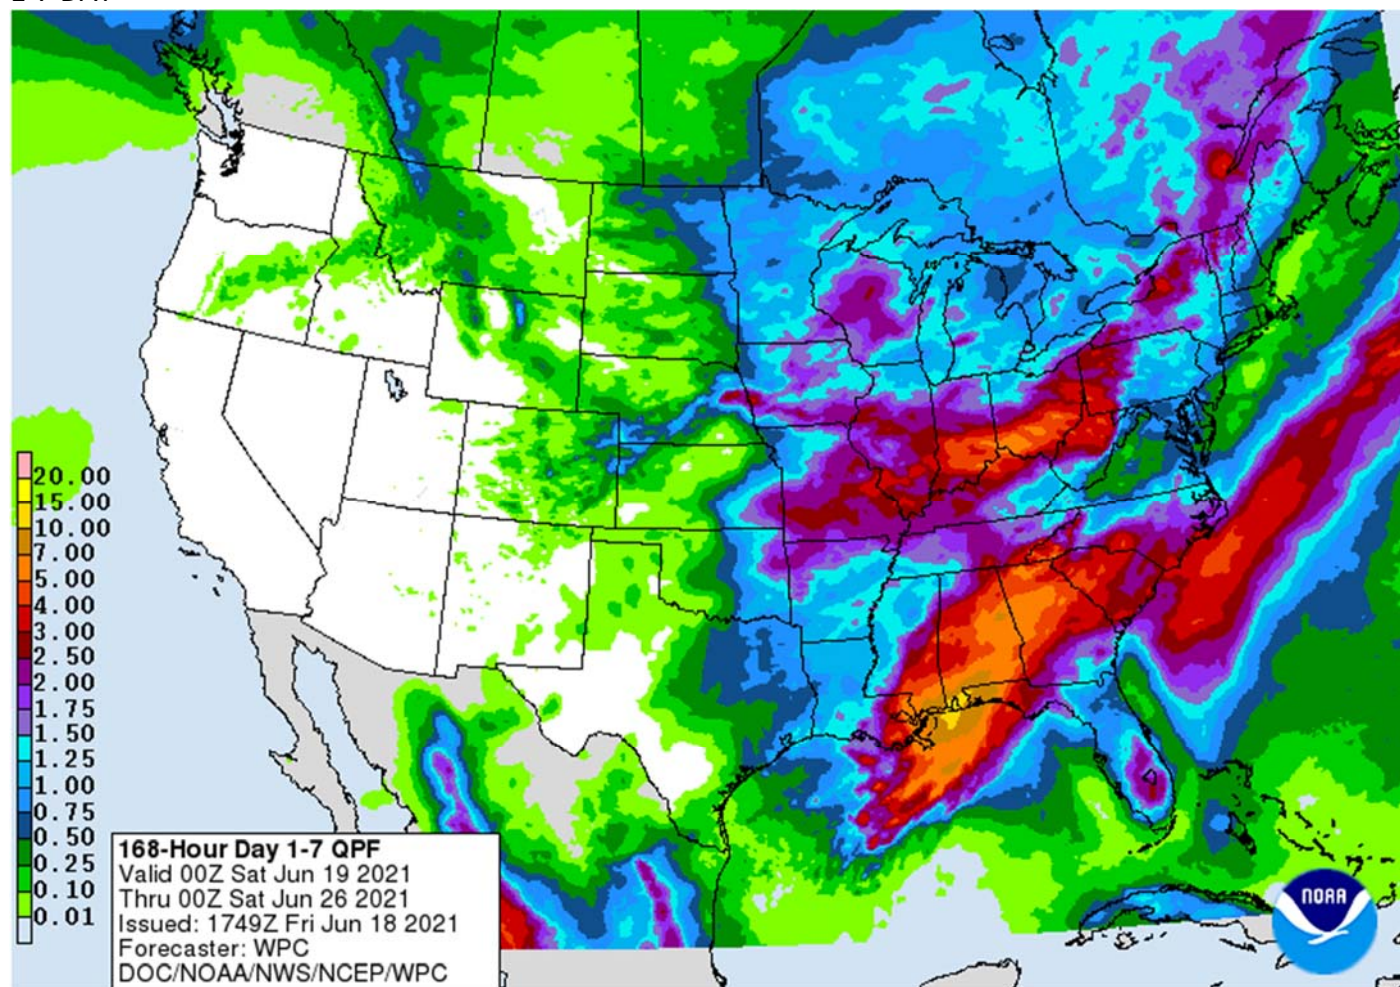 20.00
15.00
10.00
7.00
5.00
4.00
3.00
2.50
2.00
1.75
1.50
1.25
1.00
0.75
0.50
0.25
0.10
0.01
168-Hour Day 1-7 QPF
Valid 00Z Sat Jun 19 2021
Thru 00Z Sat Jun 26 2021
Issued: 1749Z Fri Jun 18 2021
Forecaster: WPC
DOC/NOAA/NWS/NCEP/WPC
NOAA